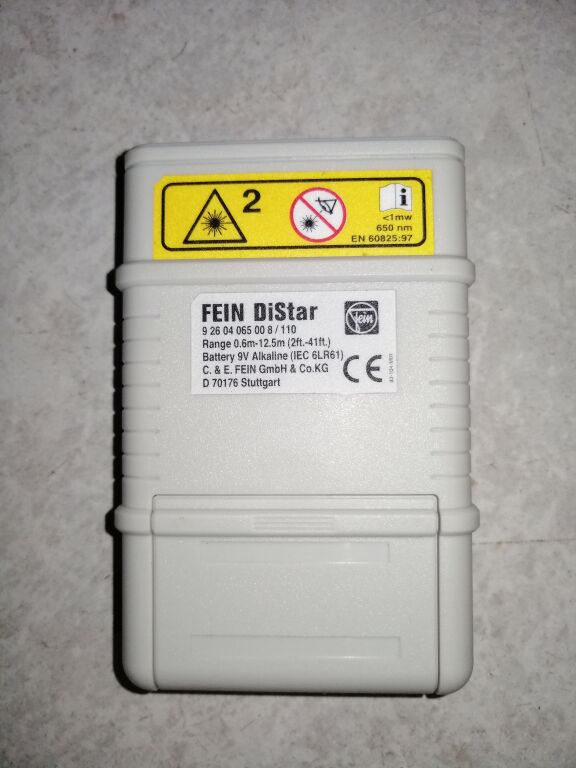 2
i
<1mw
650 nm
EN 60825:97
FEIN DiStar
9 26 04 065 00 8 / 110
Range 0.6m-12.5m (2ft.-41ft.)
Battery 9V Alkaline (IEC 6LR61)
C. & E. FEIN GmbH & Co.KG
D 70176 Stuttgart
Fein
CE